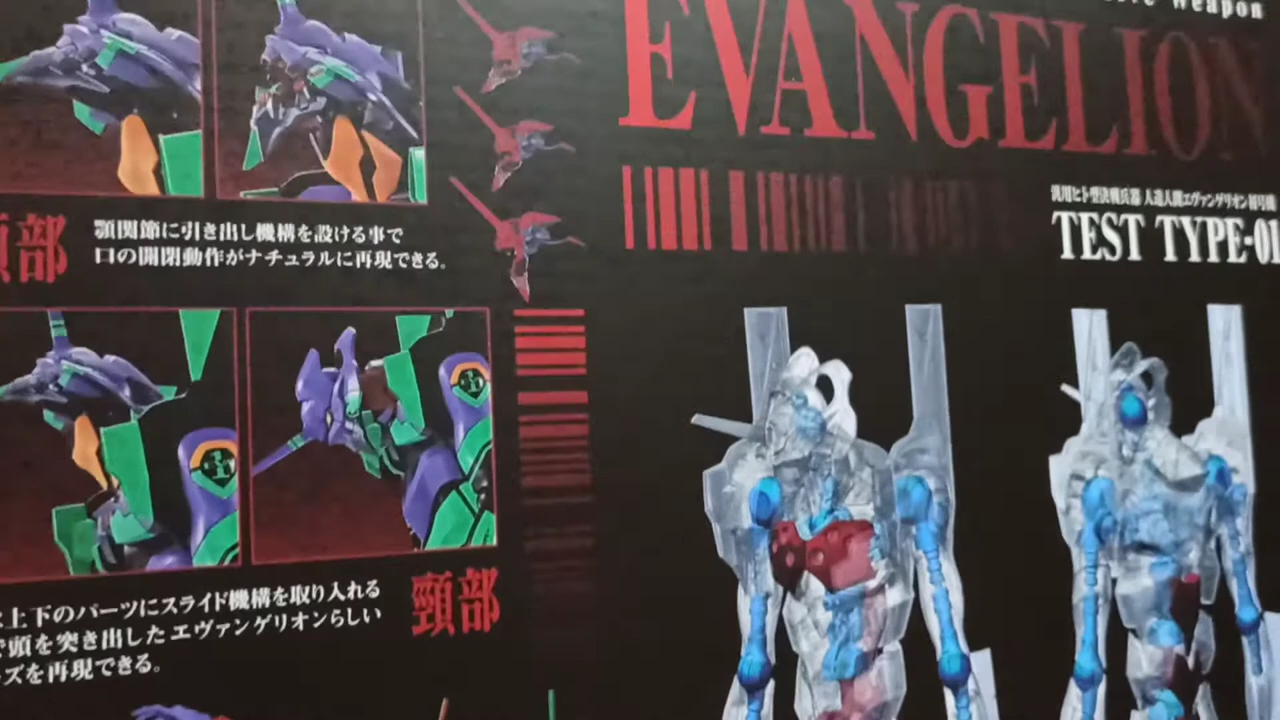 Weapon
EVANGELION
汎用ヒト型決戦兵器 人造人間エヴァンゲリオン初号機
TEST TYPE-01
頭部
顎関節に引き出し機構を設ける事で
口の開閉動作がナチュラルに再現できる。
上下のパーツにスライド機構を取り入れる
で頭を突き出したエヴァンゲリオンらしい
ーズを再現できる。
頸部